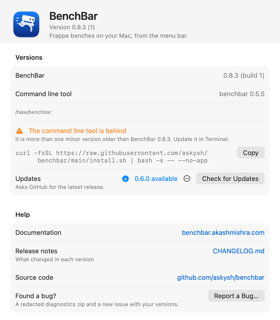 BenchBar
Version 0.8.3 (1)
Frappe benches on your Mac, from the menu bar.
Versions
BenchBar 0.8.3 (build 1)
Command line tool benchbar 0.5.5
/fake/benchbar
The command line tool is behind
It is more than one minor version older than BenchBar 0.8.3. Update it in Terminal:
curl -fsSL https://raw.githubusercontent.com/askysh/
benchbar/main/install.sh | bash -s -- --no-app
Copy
Updates 0.6.0 available Check for Updates
Asks GitHub for the latest release.
Help
Documentation benchbar.akashmishra.com
Release notes CHANGELOG.md
What changed in each version
Source code github.com/askysh/benchbar
Found a bug? Report a Bug...
A redacted diagnostics zip and a new issue with your versions.